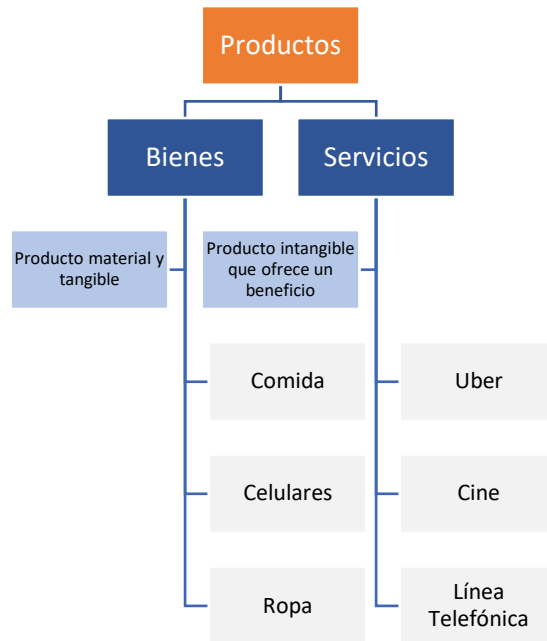 Productos
Bienes
Servicios
Producto material y
tangible
Producto intangible
que ofrece un
beneficio
Comida
Uber
Celulares
Cine
Ropa
Línea
Telefónica